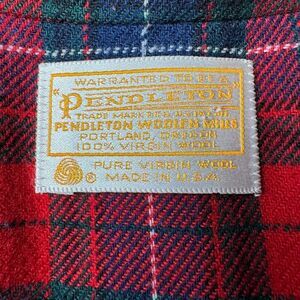 WARRANTED TO BE A
"PENDLETON"
TRADE MARK REG. U.S. PAT. OFF.
PENDLETON WOOLEN MILLS
PORTLAND, OREGON
100% VIRGIN WOOL
PURE VIRGIN WOOL
® MADE IN U.S.A.